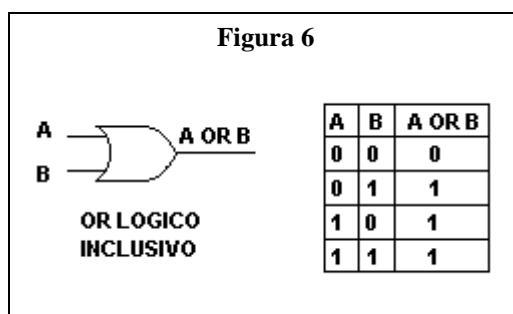 Figura 6
A
A OR B
B
OR LOGICO
INCLUSIVO
A B A OR B
0 0 0
0 1 1
1 0 1
1 1 1